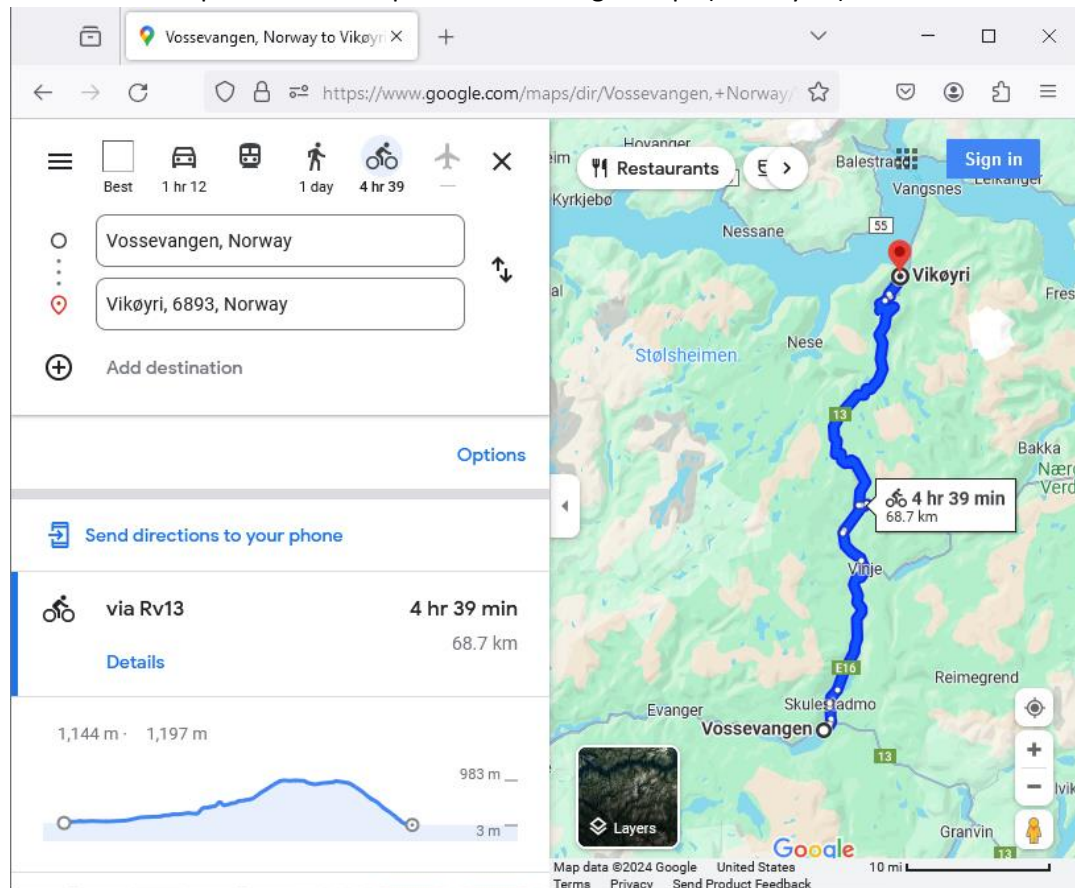 Vossevangen, Norway to Vikøyri
https://www.google.com/maps/dir/Vossevangen,+Norway/
Best
1 hr 12
1 day
4 hr 39
Vossevangen, Norway
Vikøyri, 6893, Norway
Add destination
Options
Send directions to your phone
via Rv13
4 hr 39 min
68.7 km
Details
1,144 m · 1,197 m
983 m
3 m
Restaurants
Sign in
Høyanger
Kyrkjebø
Vangsnes
Nessane
55
Vikøyri
Nese
Stølsheimen
13
Bakka
4 hr 39 min
68.7 km
Vinje
E16
Reimegrend
Evanger
Skulestadmo
Vossevangen
13
Layers
Granvin
13
Google
Map data ©2024 Google United States 10 mi
Terms Privacy Send Product Feedback